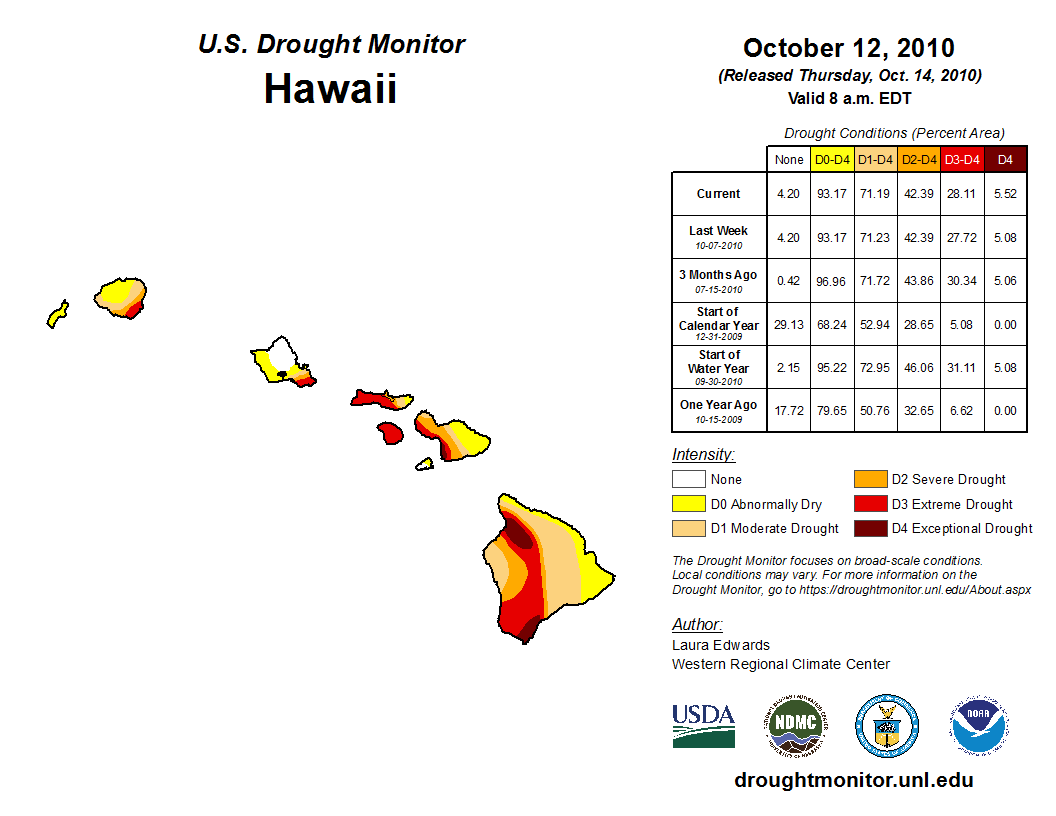 U.S. Drought Monitor
Hawaii
October 12, 2010
(Released Thursday, Oct. 14, 2010)
Valid 8 a.m. EDT
Drought Conditions (Percent Area)
None D0-D4 D1-D4 D2-D4 D3-D4 D4
Current 4.20 93.17 71.19 42.39 28.11 5.52
Last Week
10-07-2010 4.20 93.17 71.23 42.39 27.72 5.08
3 Months Ago
07-15-2010 0.42 96.96 71.72 43.86 30.34 5.06
Start of
Calendar Year
12-31-2009 29.13 68.24 52.94 28.65 5.08 0.00
Start of
Water Year
09-30-2010 2.15 95.22 72.95 46.06 31.11 5.08
One Year Ago
10-15-2009 17.72 79.65 50.76 32.65 6.62 0.00
Intensity:
None
D0 Abnormally Dry
D1 Moderate Drought
D2 Severe Drought
D3 Extreme Drought
D4 Exceptional Drought
The Drought Monitor focuses on broad-scale conditions.
Local conditions may vary. For more information on the
Drought Monitor, go to https://droughtmonitor.unl.edu/About.aspx
Author:
Laura Edwards
Western Regional Climate Center
USDA
NDMC
NOAA
droughtmonitor.unl.edu